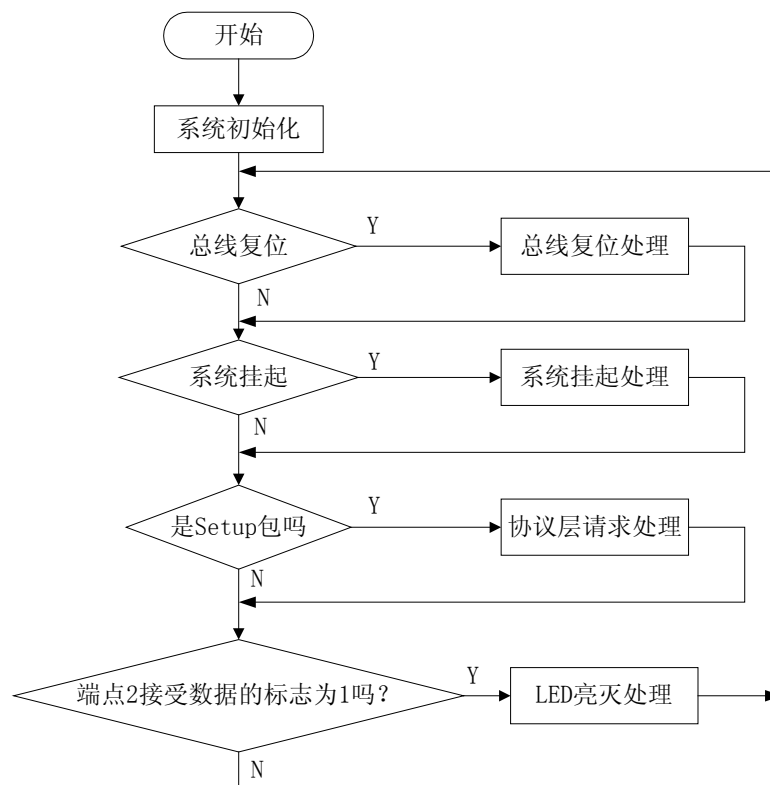 开始
系统初始化
总线复位
Y
总线复位处理
N
系统挂起
Y
系统挂起处理
N
是Setup包吗
Y
协议层请求处理
N
端点2接受数据的标志为1吗?
Y
LED亮灭处理
N